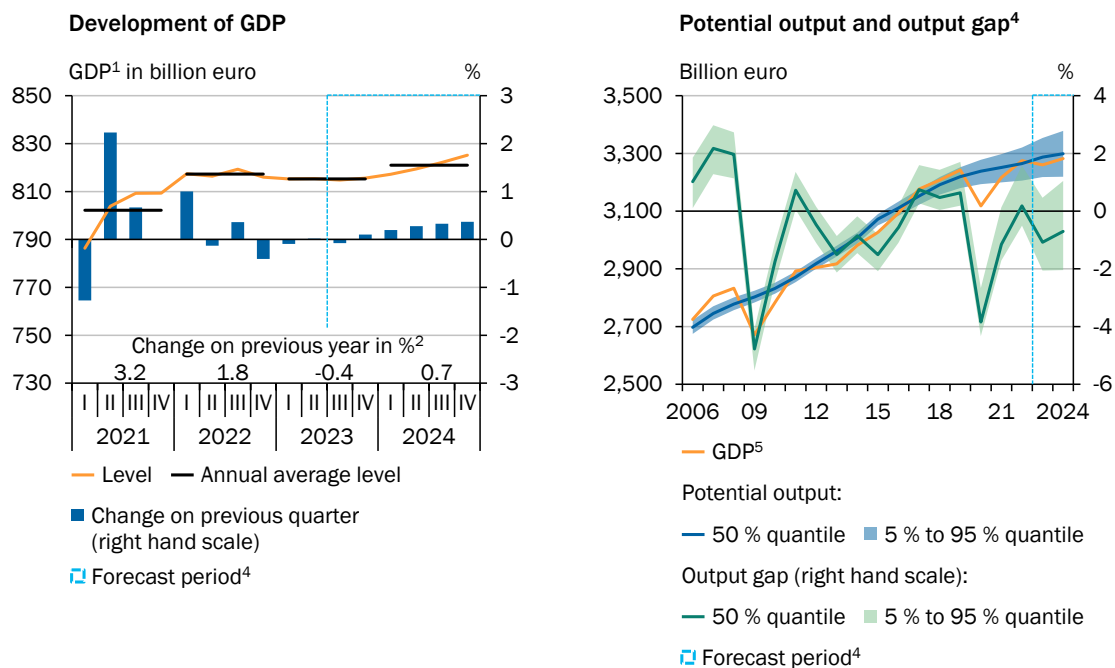 Development of GDP
GDP¹ in billion euro %
850 3
830 2
810 1
790 0
770 -1
750 -2
730 -3
Change on previous year in %²
3.2 1.8 -0.4 0.7
I II III IV I II III IV I II III IV I II III IV
2021 2022 2023 2024
Level Annual average level
Change on previous quarter
(right hand scale)
Forecast period⁴
Potential output and output gap⁴
Billion euro %
3,500 4
3,300 2
3,100 0
2,900 -2
2,700 -4
2,500 -6
2006 09 12 15 18 21 2024
GDP⁵
Potential output:
50 % quantile 5 % to 95 % quantile
Output gap (right hand scale):
50 % quantile 5 % to 95 % quantile
Forecast period⁴